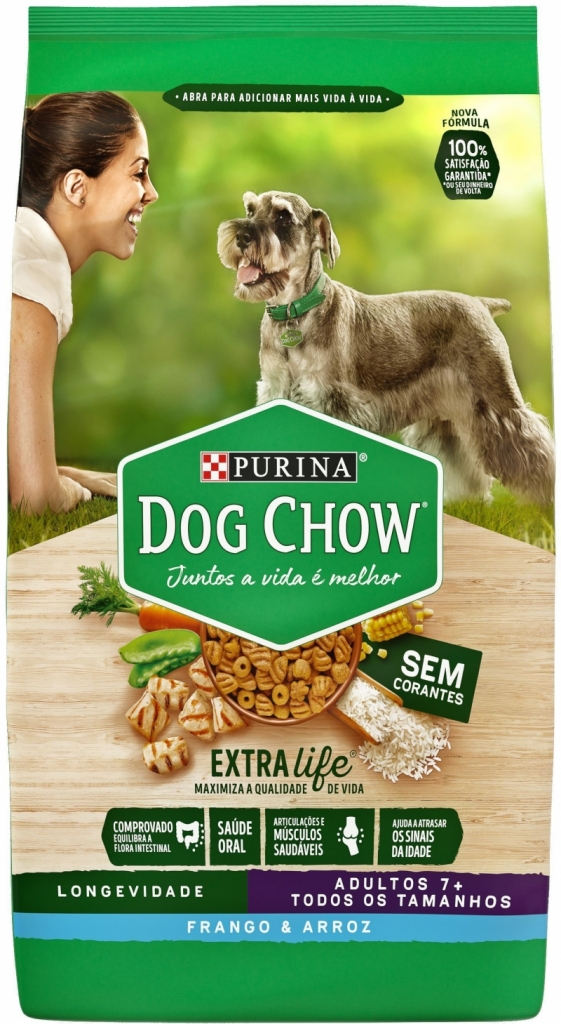 • ABRA PARA ADICIONAR MAIS VIDA À VIDA •
NOVA
FÓRMULA
100%
SATISFAÇÃO
GARANTIDA*
*OU SEU DINHEIRO
DE VOLTA
PURINA®
DOG CHOW®
Juntos a vida é melhor
SEM
CORANTES
EXTRA life®
MAXIMIZA A QUALIDADE DE VIDA
COMPROVADO
EQUILIBRA A
FLORA INTESTINAL
SAÚDE
ORAL
ARTICULAÇÕES E
MÚSCULOS
SAUDÁVEIS
AJUDA A ATRASAR
OS SINAIS
DA IDADE
LONGEVIDADE
ADULTOS 7+
TODOS OS TAMANHOS
FRANGO & ARROZ